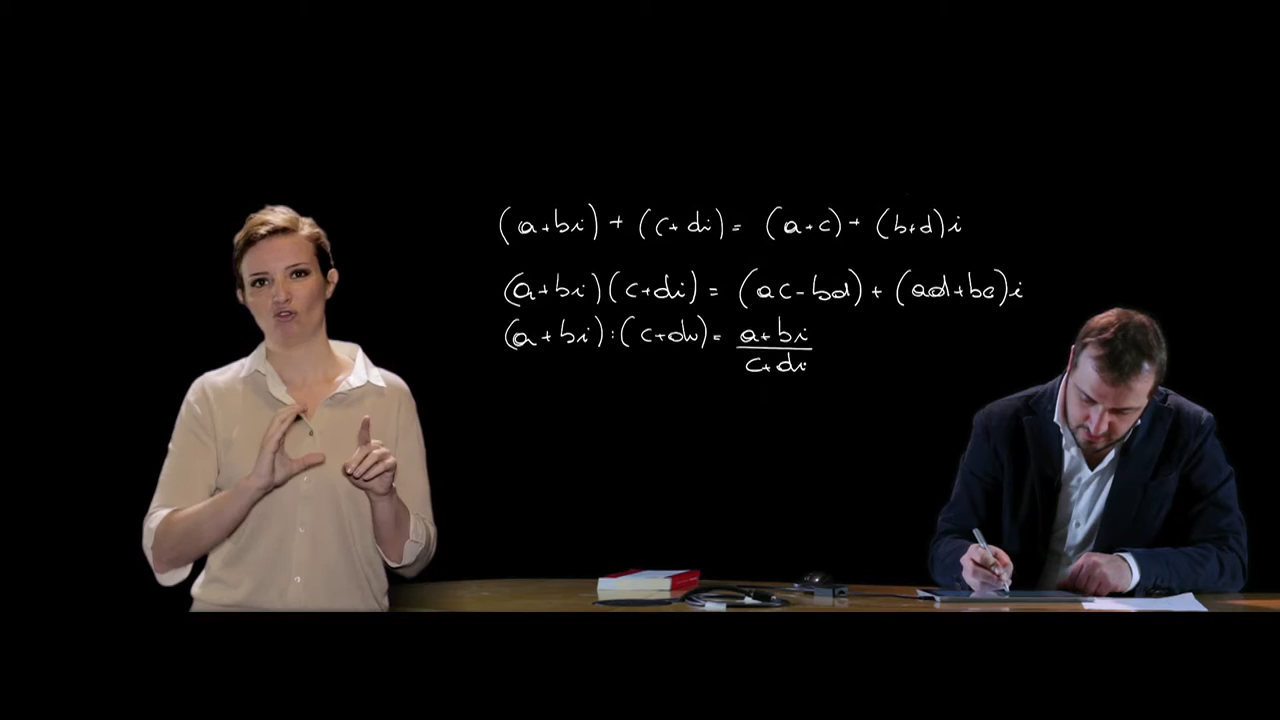 (a+bi) + (c+di) = (a+c) + (b+d)i
(a+bi)(c+di) = (ac-bd) + (ad+bc)i
(a+bi):(c+di) = a+bi
c+di